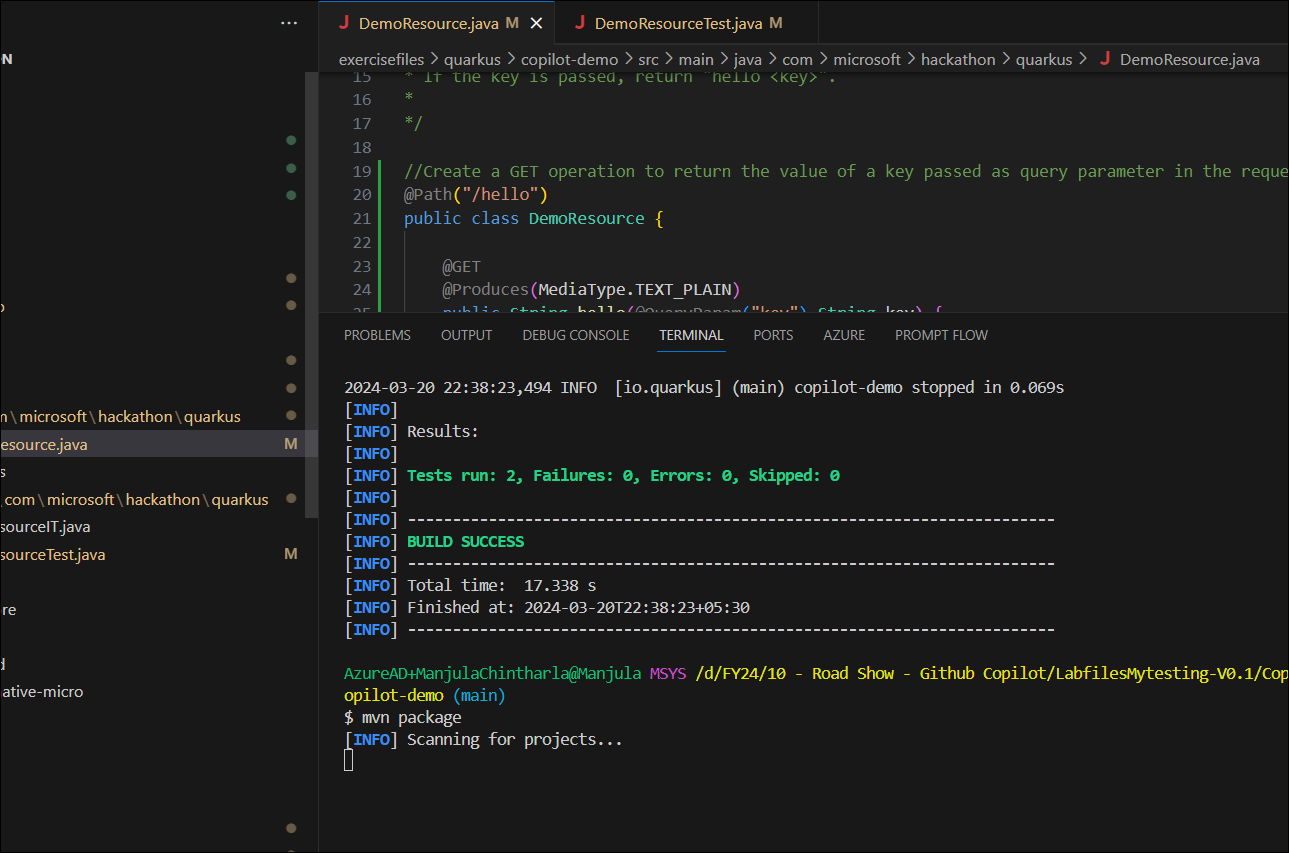 DemoResource.java M
DemoResourceTest.java M
N
exercisefiles > quarkus > copilot-demo > src > main > java > com > microsoft > hackathon > quarkus > J DemoResource.java
15 * If the key is passed, return "hello <key>".
16 *
17 */
18
19 //Create a GET operation to return the value of a key passed as query parameter in the reque
20 @Path("/hello")
21 public class DemoResource {
22
23 @GET
24 @Produces(MediaType.TEXT_PLAIN)
25 public String hello(@QueryParam("key") String key) {
PROBLEMS OUTPUT DEBUG CONSOLE TERMINAL PORTS AZURE PROMPT FLOW
2024-03-20 22:38:23,494 INFO [io.quarkus] (main) copilot-demo stopped in 0.069s
[INFO]
[INFO] Results:
[INFO]
[INFO] Tests run: 2, Failures: 0, Errors: 0, Skipped: 0
[INFO]
[INFO] ------------------------------------------------------------------------
[INFO] BUILD SUCCESS
[INFO] ------------------------------------------------------------------------
[INFO] Total time: 17.338 s
[INFO] Finished at: 2024-03-20T22:38:23+05:30
[INFO] ------------------------------------------------------------------------
AzureAD+ManjulaChintharla@Manjula MSYS /d/FY24/10 - Road Show - Github Copilot/LabfilesMytesting-V0.1/Cop
opilot-demo (main)
$ mvn package
[INFO] Scanning for projects...
m\microsoft\hackathon\quarkus
esource.java M
s
com\microsoft\hackathon\quarkus
sourceIT.java
sourceTest.java M
re
d
ative-micro